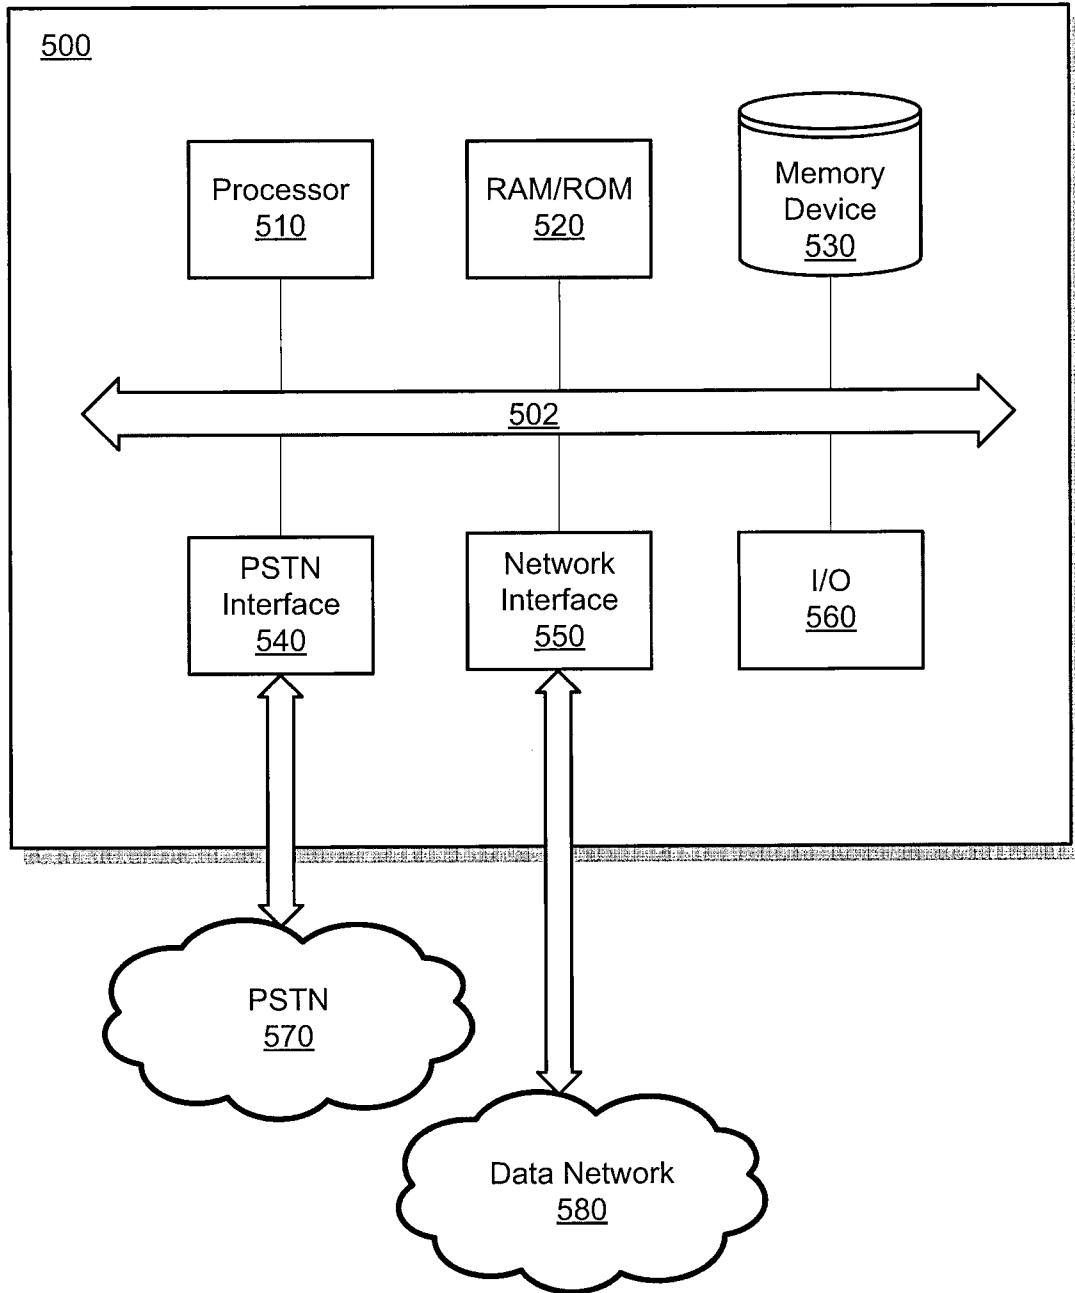 500
Processor
510
RAM/ROM
520
Memory
Device
530
502
PSTN
Interface
540
Network
Interface
550
I/O
560
PSTN
570
Data Network
580